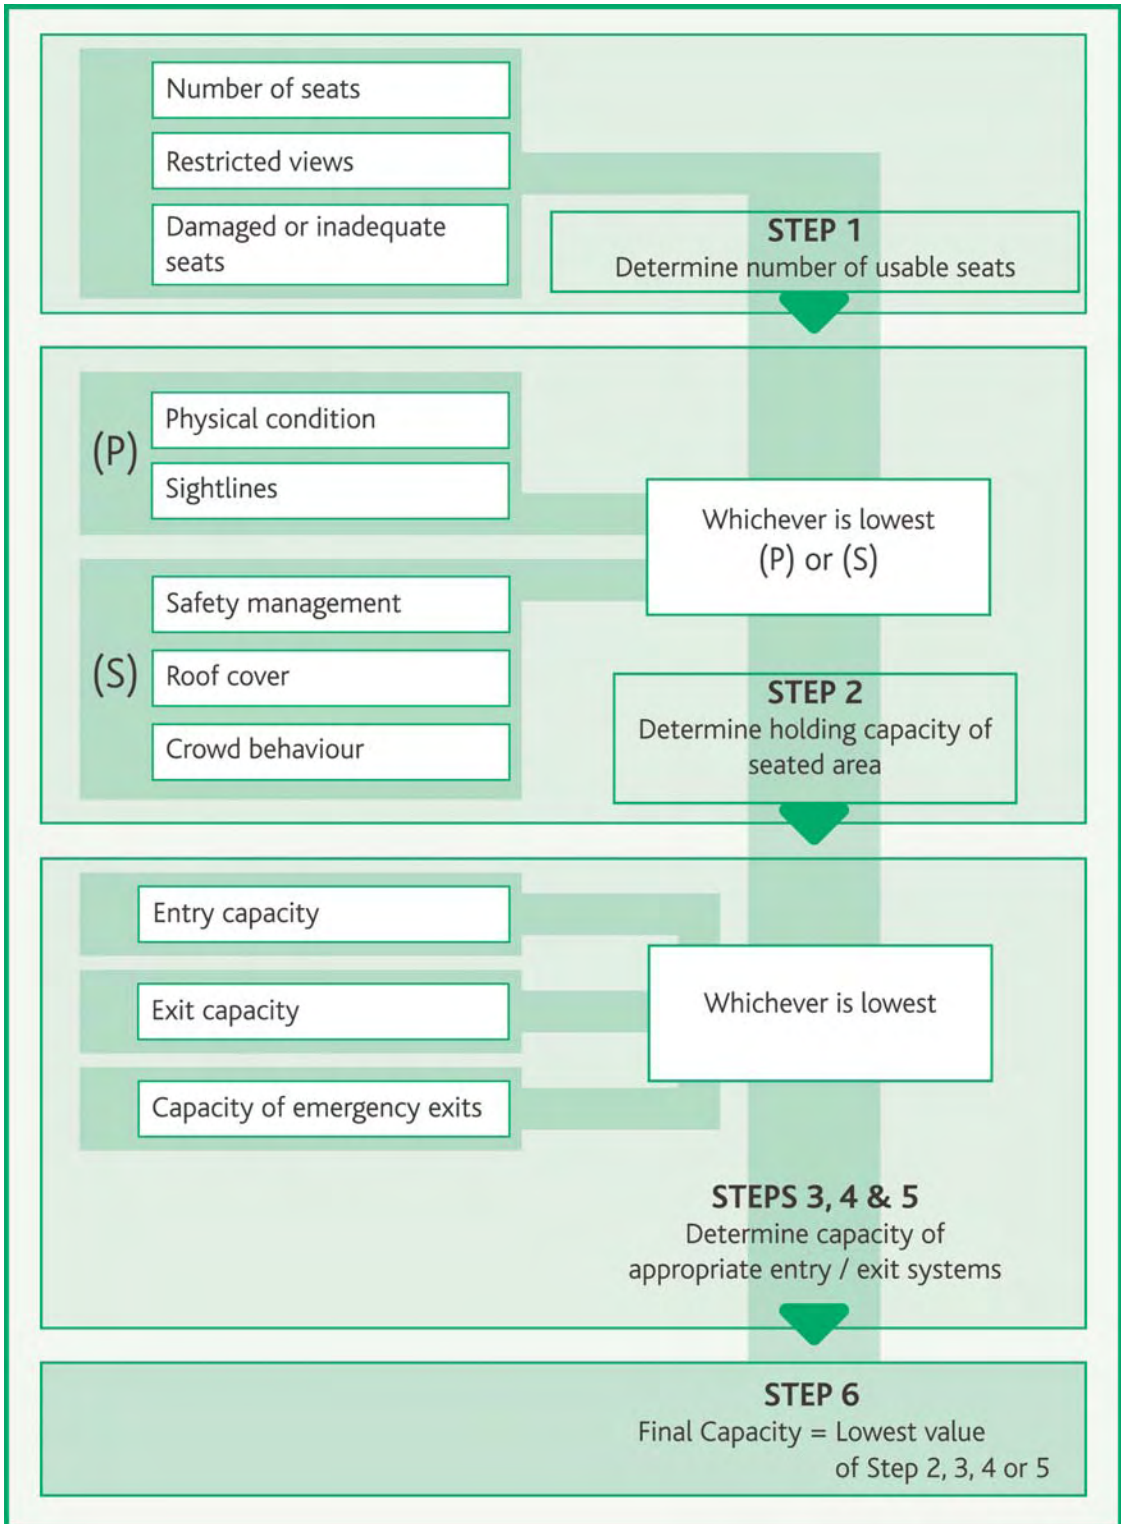 Number of seats
Restricted views
Damaged or inadequate
seats
STEP 1
Determine number of usable seats
(P)
Physical condition
Sightlines
Whichever is lowest
(P) or (S)
(S)
Safety management
Roof cover
Crowd behaviour
STEP 2
Determine holding capacity of
seated area
Entry capacity
Exit capacity
Capacity of emergency exits
Whichever is lowest
STEPS 3, 4 & 5
Determine capacity of
appropriate entry / exit systems
STEP 6
Final Capacity = Lowest value
of Step 2, 3, 4 or 5